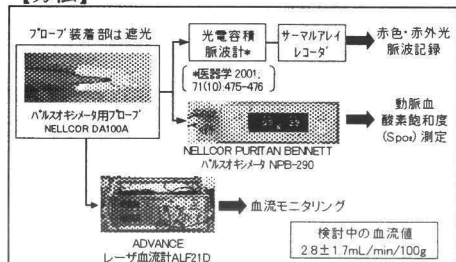 【方法】
プローブ装着部は遮光
パルスオキシメータ用プローブ
NELLCOR DA100A
光電容積
脈波計*
サーマルアレイ
レコーダ
赤色・赤外光
脈波記録
*医器学 2001,
71(10)475-476
NELLCOR PURITAN BENNETT
パルスオキシメータ NPB-290
動脈血
酸素飽和度
(SpO₂) 測定
ADVANCE
レーザ血流計ALF21D
血流モニタリング
検討中の血流値
2.8±1.7mL/min/100g